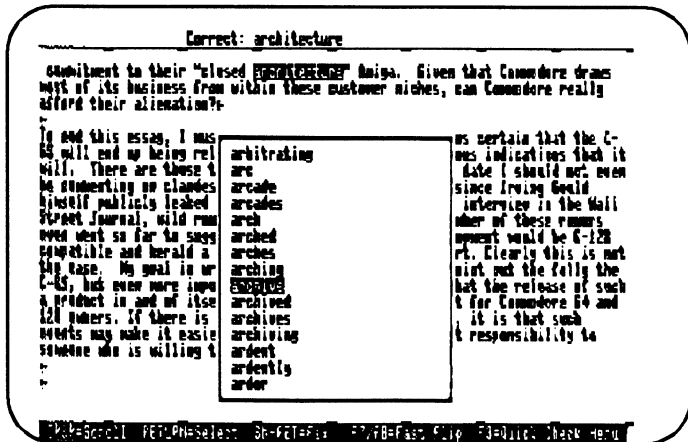 Correct: architecture
commitment to their "closed Amiga. Given that Commodore draws
most of its business from within these customer niches, can Commodore really
afford their alienation?
To end this essay, I mus
us certain that the C-
65 will end up being rel
ous indications that it
will. There are those t
date I should not even
be commenting on clandes
since Irving Gould
himself publicly leaked
interview in the Wall
Street Journal, wild rum
mber of these rumors
even went so far to sugg
opment would be C-128
compatible and herald a
rt. Clearly this is not
the case. My goal in wr
oint out the folly the
C-65, but even more impo
hat the release of such
a product in and of itse
t for Commodore 64 and
128 owners. If there is
, it is that such
events may make it easie
t responsibility to
someone who is willing t
arbitrating
arc
arcade
arcades
arch
arched
arches
arching
archive
archived
archives
archiving
ardent
ardently
ardor
=Scroll RETURN=Select Sh-RET=Fix F7/F8=Fast Flip =Quick Check Menu